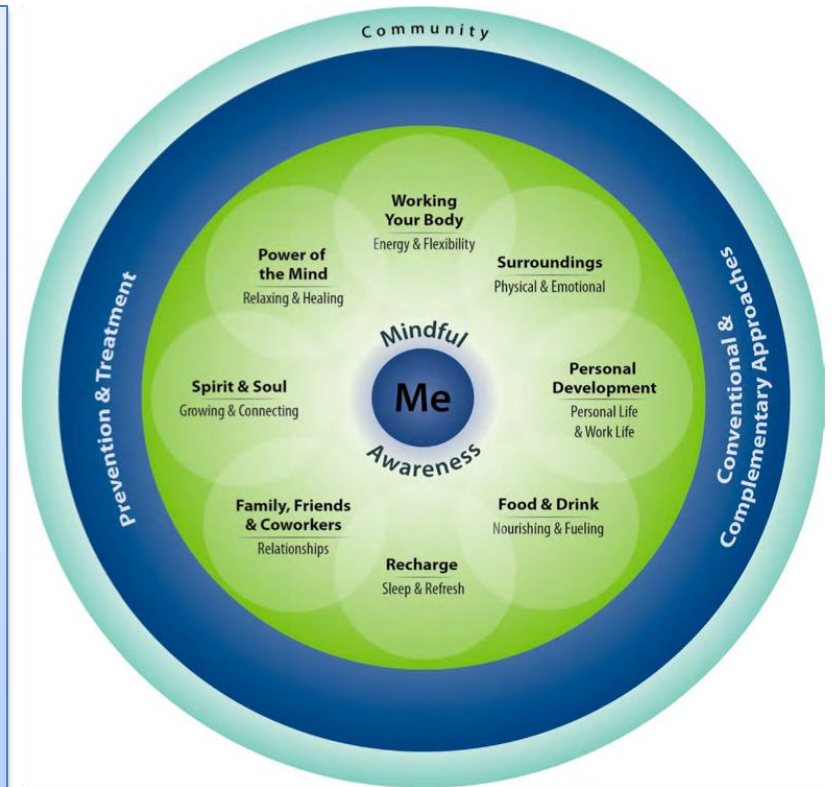 Community
Prevention & Treatment
Conventional &
Complementary Approaches
Working
Your Body
Energy & Flexibility
Surroundings
Physical & Emotional
Personal
Development
Personal Life
& Work Life
Food & Drink
Nourishing & Fueling
Recharge
Sleep & Refresh
Family, Friends
& Coworkers
Relationships
Spirit & Soul
Growing & Connecting
Power of
the Mind
Relaxing & Healing
Mindful
Me
Awareness